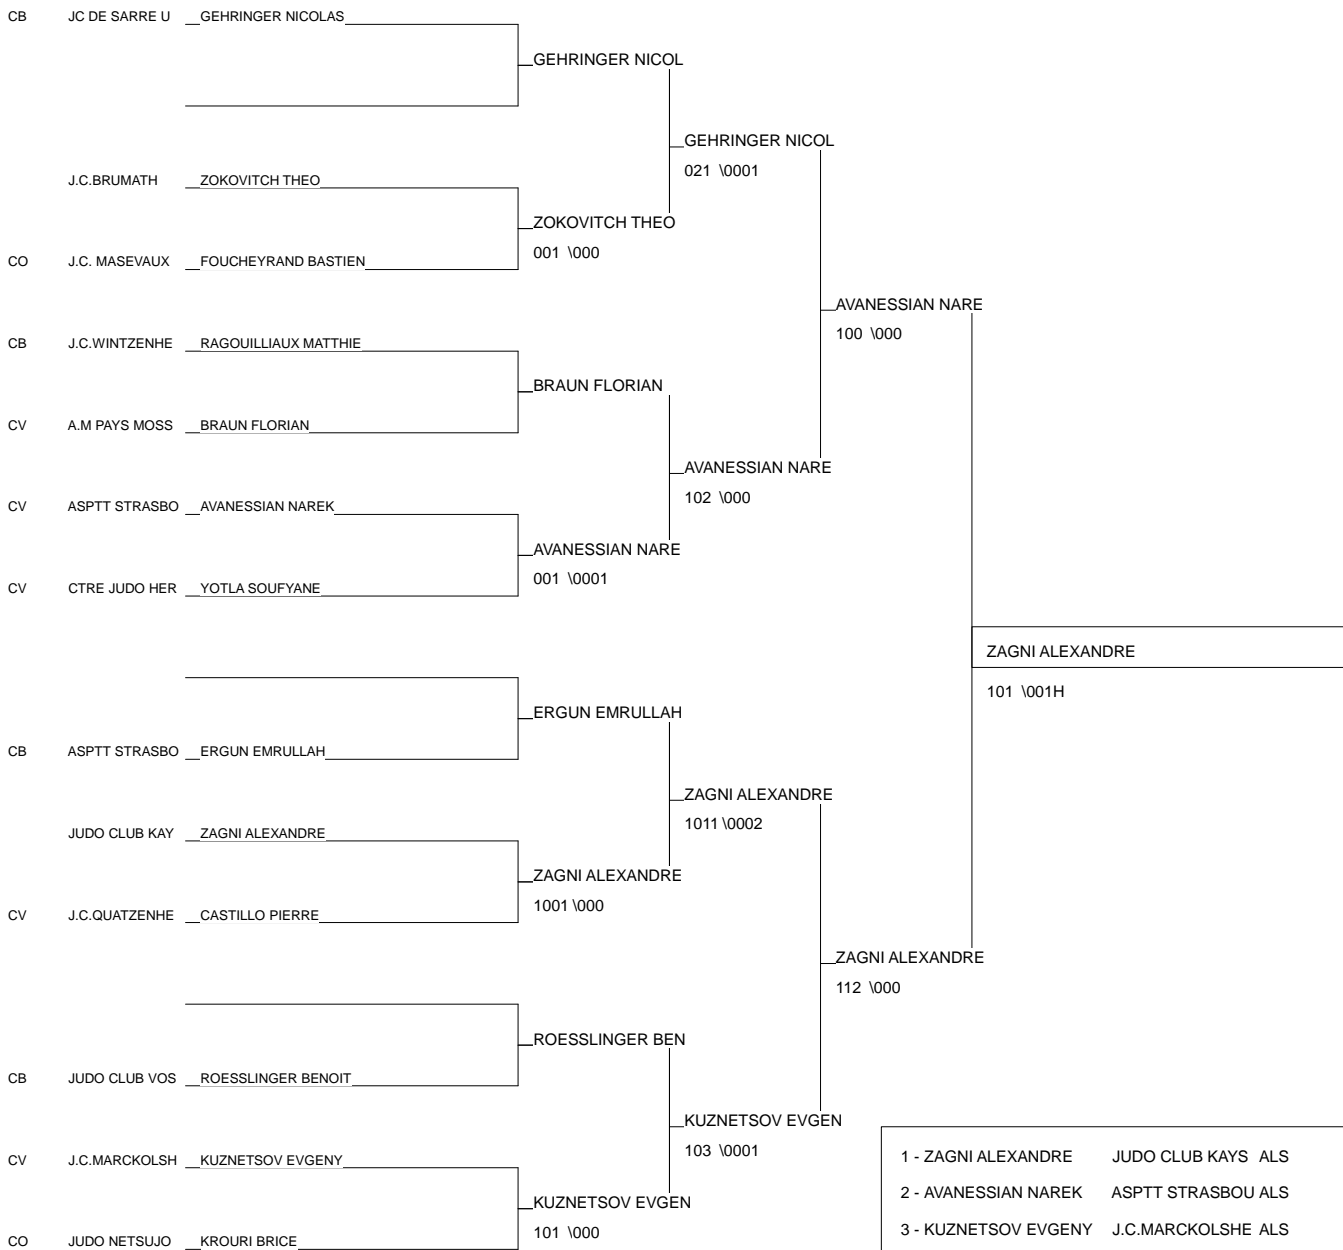 CB JC DE SARRE U GEHRINGER NICOLAS
GEHRINGER NICOL
GEHRINGER NICOL
021 \0001
J.C.BRUMATH ZOKOVITCH THEO
ZOKOVITCH THEO
001 \000
CO J.C. MASEVAUX FOUCHEYRAND BASTIEN
AVANESSIAN NARE
100 \000
CB J.C.WINTZENHE RAGOUILLIAUX MATTHIE
BRAUN FLORIAN
CV A.M PAYS MOSS BRAUN FLORIAN
AVANESSIAN NARE
102 \000
CV ASPTT STRASBO AVANESSIAN NAREK
AVANESSIAN NARE
001 \0001
CV CTRE JUDO HER YOTLA SOUFYANE
ZAGNI ALEXANDRE
101 \001H
ERGUN EMRULLAH
CB ASPTT STRASBO ERGUN EMRULLAH
ZAGNI ALEXANDRE
1011 \0002
JUDO CLUB KAY ZAGNI ALEXANDRE
ZAGNI ALEXANDRE
1001 \000
CV J.C.QUATZENHE CASTILLO PIERRE
ZAGNI ALEXANDRE
112 \000
ROESSLINGER BEN
CB JUDO CLUB VOS ROESSLINGER BENOIT
KUZNETSOV EVGEN
103 \0001
CV J.C.MARCKOLSH KUZNETSOV EVGENY
KUZNETSOV EVGEN
101 \000
CO JUDO NETSUJO KROURI BRICE
1 - ZAGNI ALEXANDRE JUDO CLUB KAYS ALS
2 - AVANESSIAN NAREK ASPTT STRASBOU ALS
3 - KUZNETSOV EVGENY J.C.MARCKOLSHE ALS